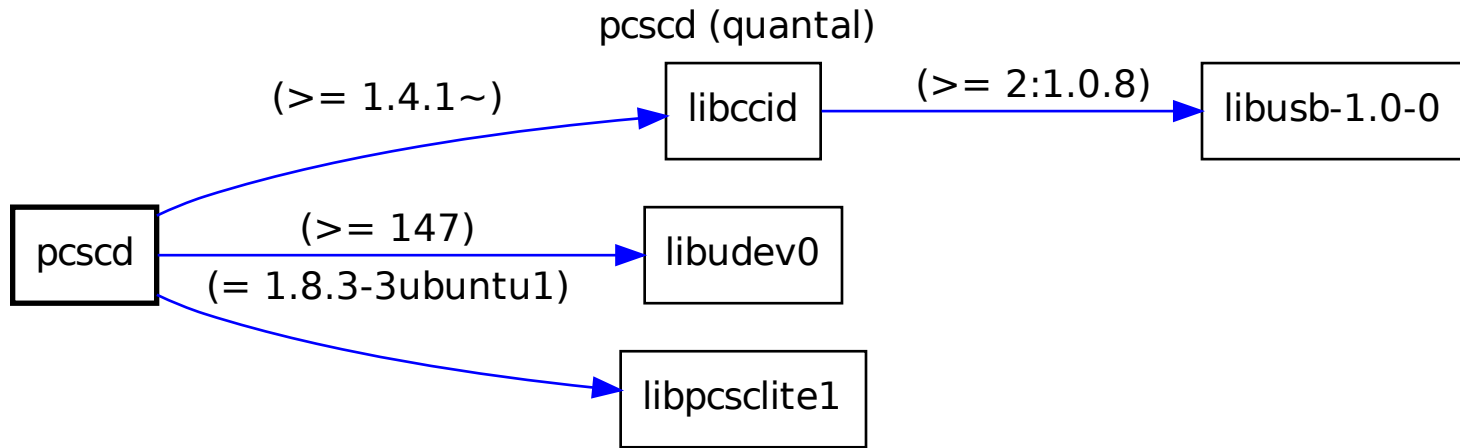 pcscd (quantal)
(>= 1.4.1~)
libccid
(>= 2:1.0.8)
libusb-1.0-0
pcscd
(>= 147)
libudev0
(= 1.8.3-3ubuntu1)
libpcsclite1